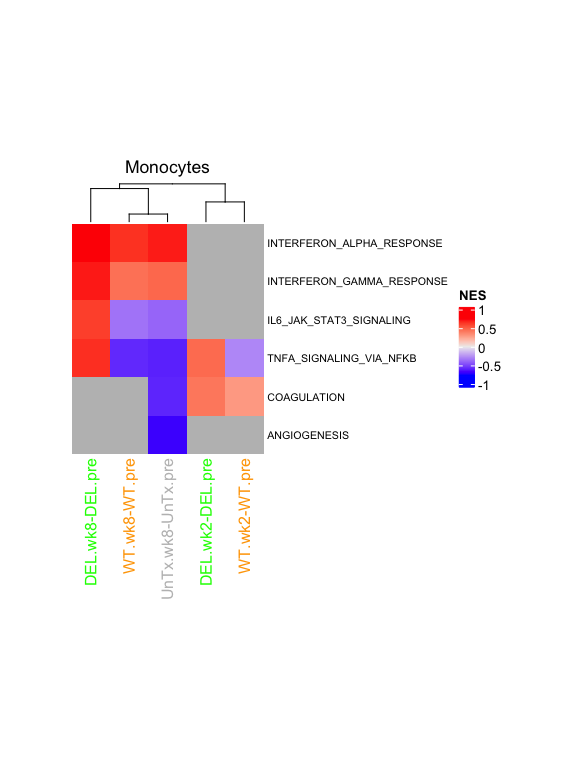 Monocytes
INTERFERON_ALPHA_RESPONSE
INTERFERON_GAMMA_RESPONSE
IL6_JAK_STAT3_SIGNALING
TNFA_SIGNALING_VIA_NFKB
COAGULATION
ANGIOGENESIS
NES
1
0.5
0
-0.5
-1
DEL.wk8-DEL.pre
WT.wk8-WT.pre
UnTx.wk8-UnTx.pre
DEL.wk2-DEL.pre
WT.wk2-WT.pre